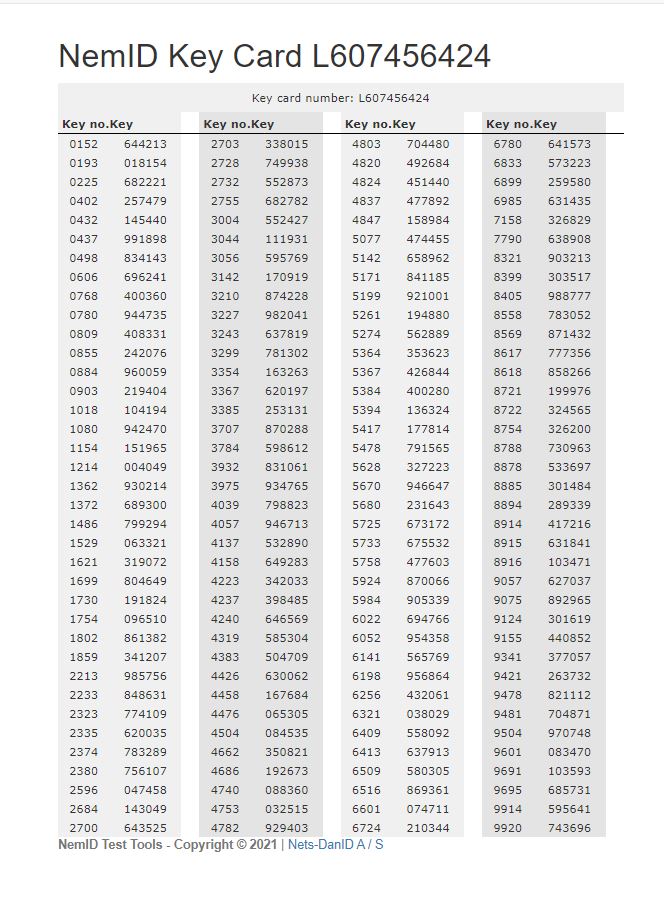 NemID Key Card L607456424
Key card number: L607456424
Key no.Key Key no.Key Key no.Key Key no.Key
0152 644213 2703 338015 4803 704480 6780 641573
0193 018154 2728 749938 4820 492684 6833 573223
0225 682221 2732 552873 4824 451440 6899 259580
0402 257479 2755 682782 4837 477892 6985 631435
0432 145440 3004 552427 4847 158984 7158 326829
0437 991898 3044 111931 5077 474455 7790 638908
0498 834143 3056 595769 5142 658962 8321 903213
0606 696241 3142 170919 5171 841185 8399 303517
0768 400360 3210 874228 5199 921001 8405 988777
0780 944735 3227 982041 5261 194880 8558 783052
0809 408331 3243 637819 5274 562889 8569 871432
0855 242076 3299 781302 5364 353623 8617 777356
0884 960059 3354 163263 5367 426844 8618 858266
0903 219404 3367 620197 5384 400280 8721 199976
1018 104194 3385 253131 5394 136324 8722 324565
1080 942470 3707 870288 5417 177814 8754 326200
1154 151965 3784 598612 5478 791565 8788 730963
1214 004049 3932 831061 5628 327223 8878 533697
1362 930214 3975 934765 5670 946647 8885 301484
1372 689300 4039 798823 5680 231643 8894 289339
1486 799294 4057 946713 5725 673172 8914 417216
1529 063321 4137 532890 5733 675532 8915 631841
1621 319072 4158 649283 5758 477603 8916 103471
1699 804649 4223 342033 5924 870066 9057 627037
1730 191824 4237 398485 5984 905339 9075 892965
1754 096510 4240 646569 6022 694766 9124 301619
1802 861382 4319 585304 6052 954358 9155 440852
1859 341207 4383 504709 6141 565769 9341 377057
2213 985756 4426 630062 6198 956864 9421 263732
2233 848631 4458 167684 6256 432061 9478 821112
2323 774109 4476 065305 6321 038029 9481 704871
2335 620035 4504 084535 6409 558092 9504 970748
2374 783289 4662 350821 6413 637913 9601 083470
2380 756107 4686 192673 6509 580305 9691 103593
2596 047458 4740 088360 6516 869361 9695 685731
2684 143049 4753 032515 6601 074711 9914 595641
2700 643525 4782 929403 6724 210344 9920 743696
NemID Test Tools - Copyright © 2021 | Nets-DanID A / S